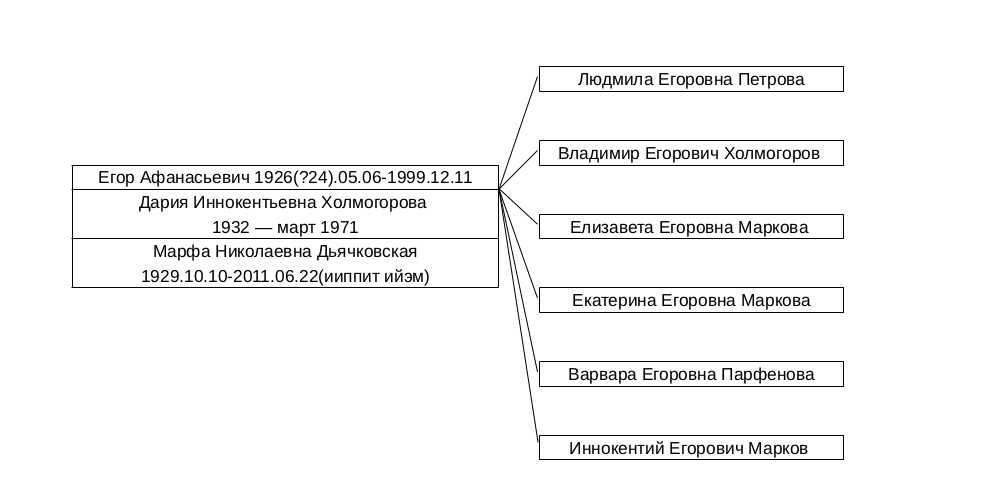 Людмила Егоровна Петрова
Владимир Егорович Холмогоров
Егор Афанасьевич 1926(?24).05.06-1999.12.11
Дария Иннокентьевна Холмогорова
1932 — март 1971
Марфа Николаевна Дьячковская
1929.10.10-2011.06.22(ииппит ийэм)
Елизавета Егоровна Маркова
Екатерина Егоровна Маркова
Варвара Егоровна Парфенова
Иннокентий Егорович Марков